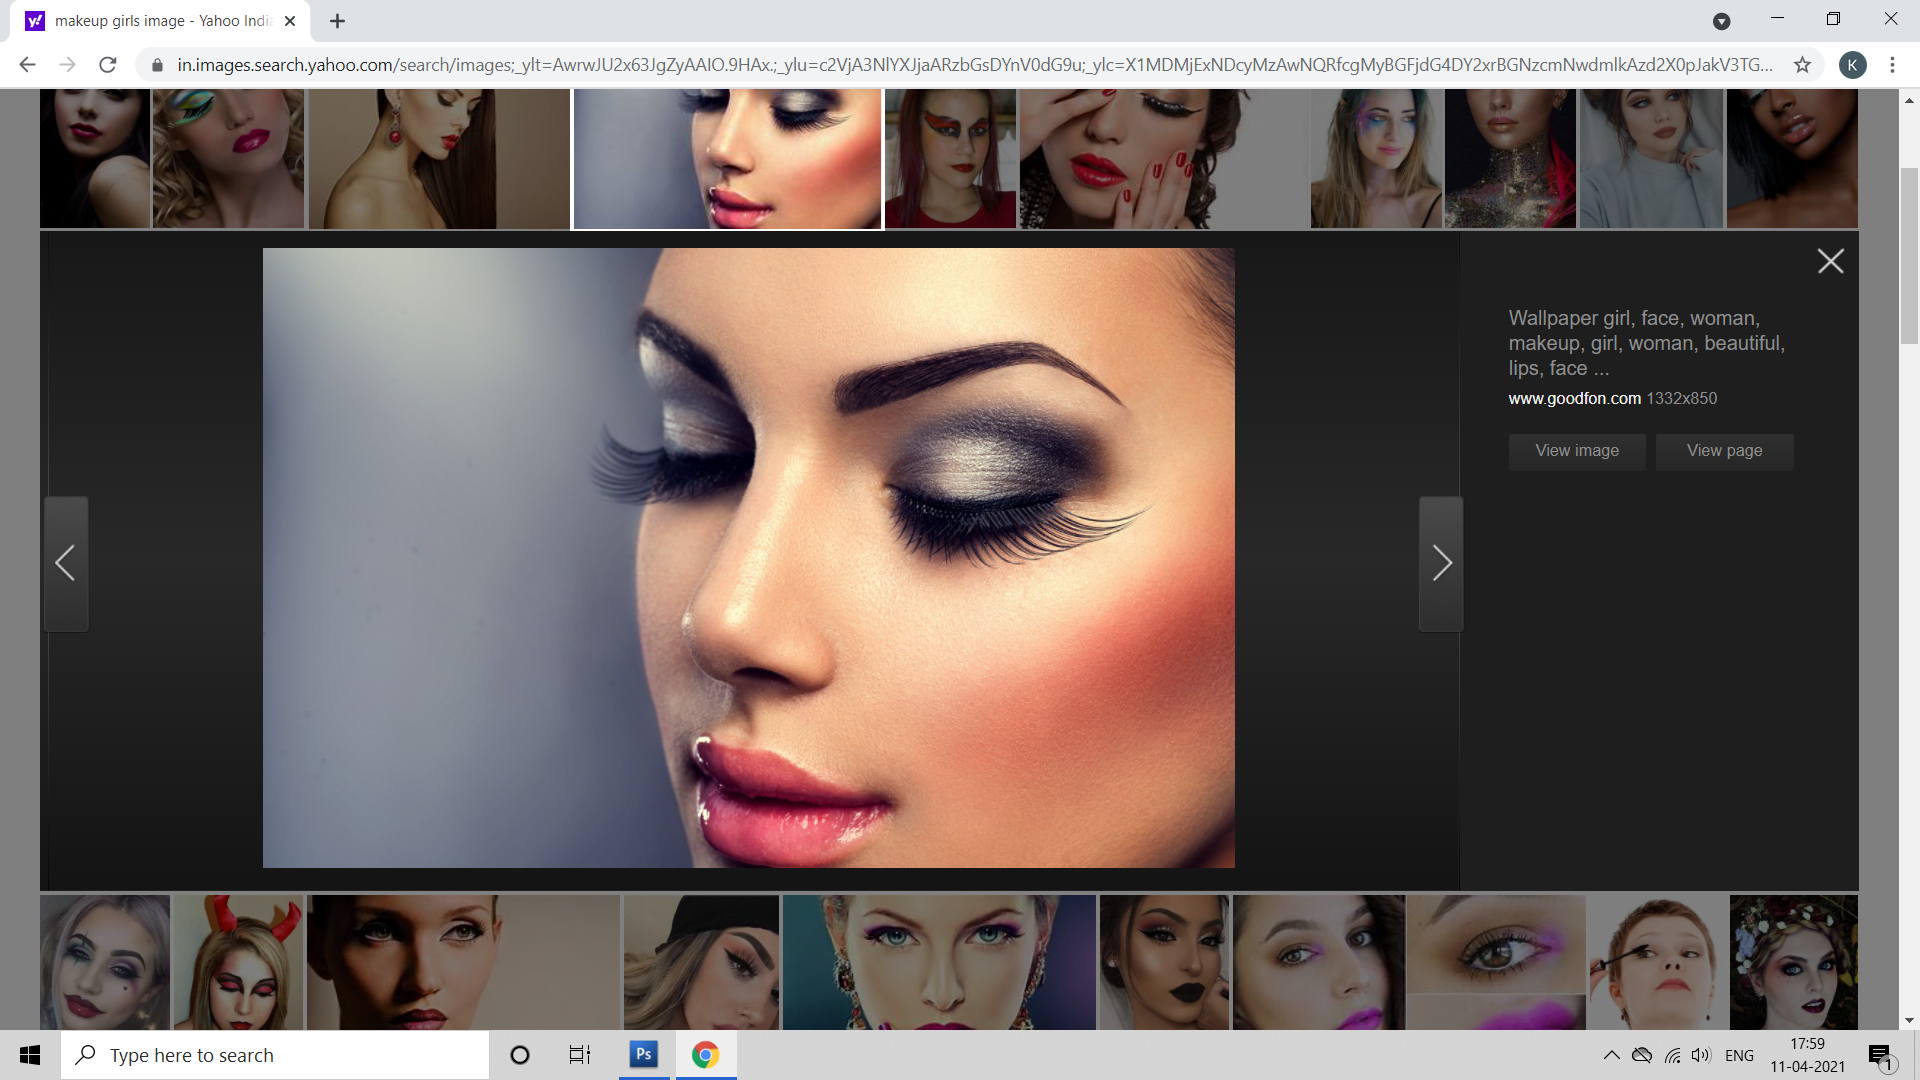 makeup girls image - Yahoo India
in.images.search.yahoo.com/search/images;_ylt=AwrwJU2x63JgZyAAIO.9HAx.;_ylu=c2VjA3NlYXJjaARzbGsDYnV0dG9u;_ylc=X1MDMjExNDcyMzAwNQRfcgMyBGFjdG4DY2xrBGNzcmNwdmlkAzd2X0pJakV3TG...
K
Wallpaper girl, face, woman,
makeup, girl, woman, beautiful,
lips, face ...
www.goodfon.com 1332x850
View image
View page
Type here to search
Ps
ENG
17:59
11-04-2021
1